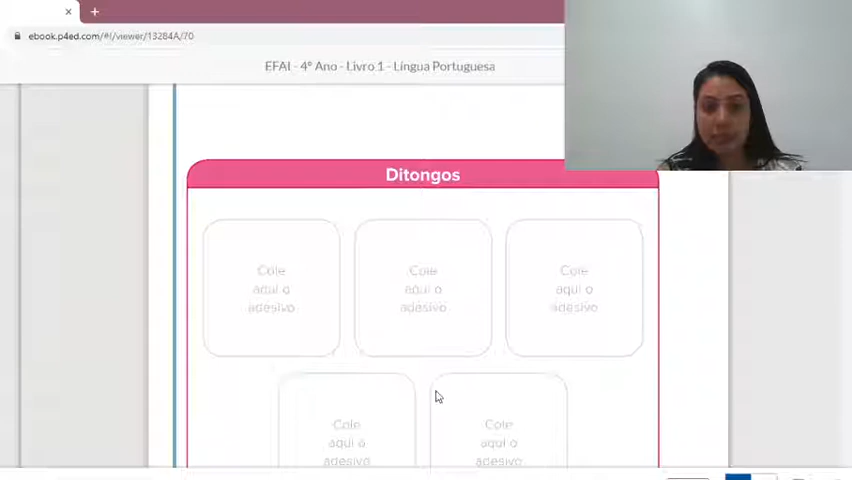 ebook.p4ed.com/#!/viewer/13284A/70
EFAI - 4º Ano - Livro 1 - Língua Portuguesa
Ditongos
Cole
aqui o
adesivo
Cole
aqui o
adesivo
Cole
aqui o
adesivo
Cole
aqui o
adesivo
Cole
aqui o
adesivo